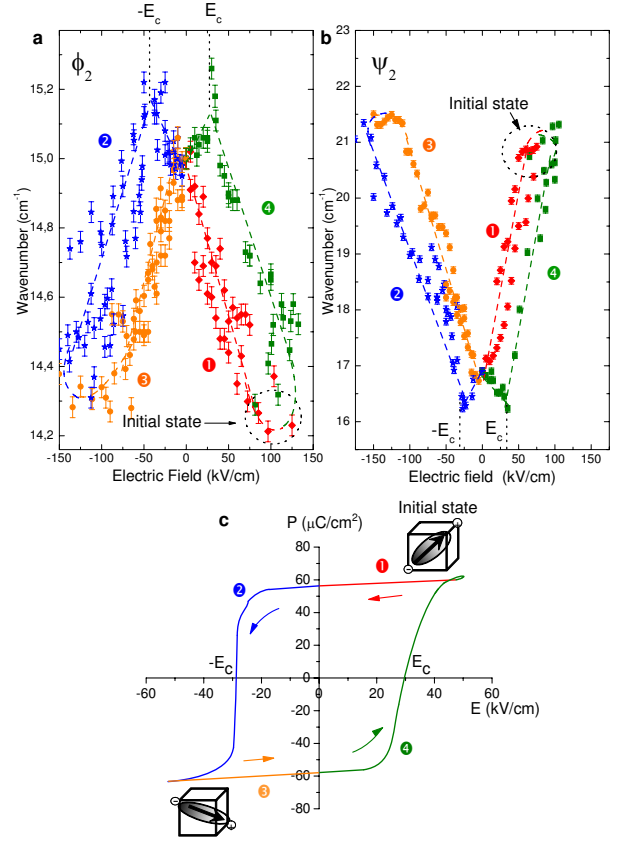 -E_c E_c
a
ϕ_2
15,2
15,0
14,8
14,6
14,4
14,2
Wavenumber (cm⁻¹)
2
4
3
1
Initial state
-150 -100 -50 0 50 100 150
Electric Field (kV/cm)
b
ψ_2
22
21
20
19
18
17
16
Wavenumber (cm⁻¹)
Initial state
3
1
2
4
-E_c E_c
-150 -100 -50 0 50 100 150
Electric field (kV/cm)
c
P (μC/cm²)
Initial state
80
60
40
20
0
-20
-40
-60
-80
2
1
-E_C E_C
-60 -40 -20 0 20 40 60
E (kV/cm)
4
3